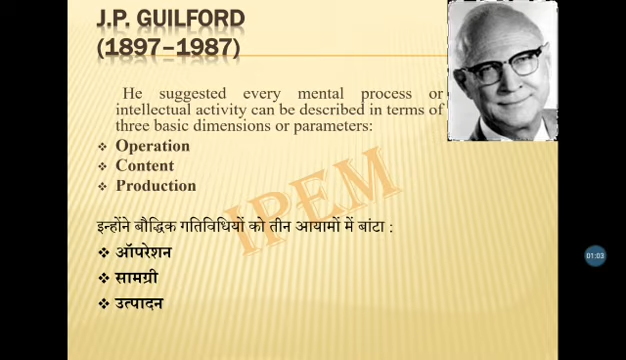 J.P. GUILFORD
(1897–1987)
He suggested every mental process or
intellectual activity can be described in terms of
three basic dimensions or parameters:
❖ Operation
❖ Content
❖ Production
IPEM
इन्होंने बौद्धिक गतिविधियों को तीन आयामों में बांटा :
❖ ऑपरेशन
❖ सामग्री
❖ उत्पादन
01:03